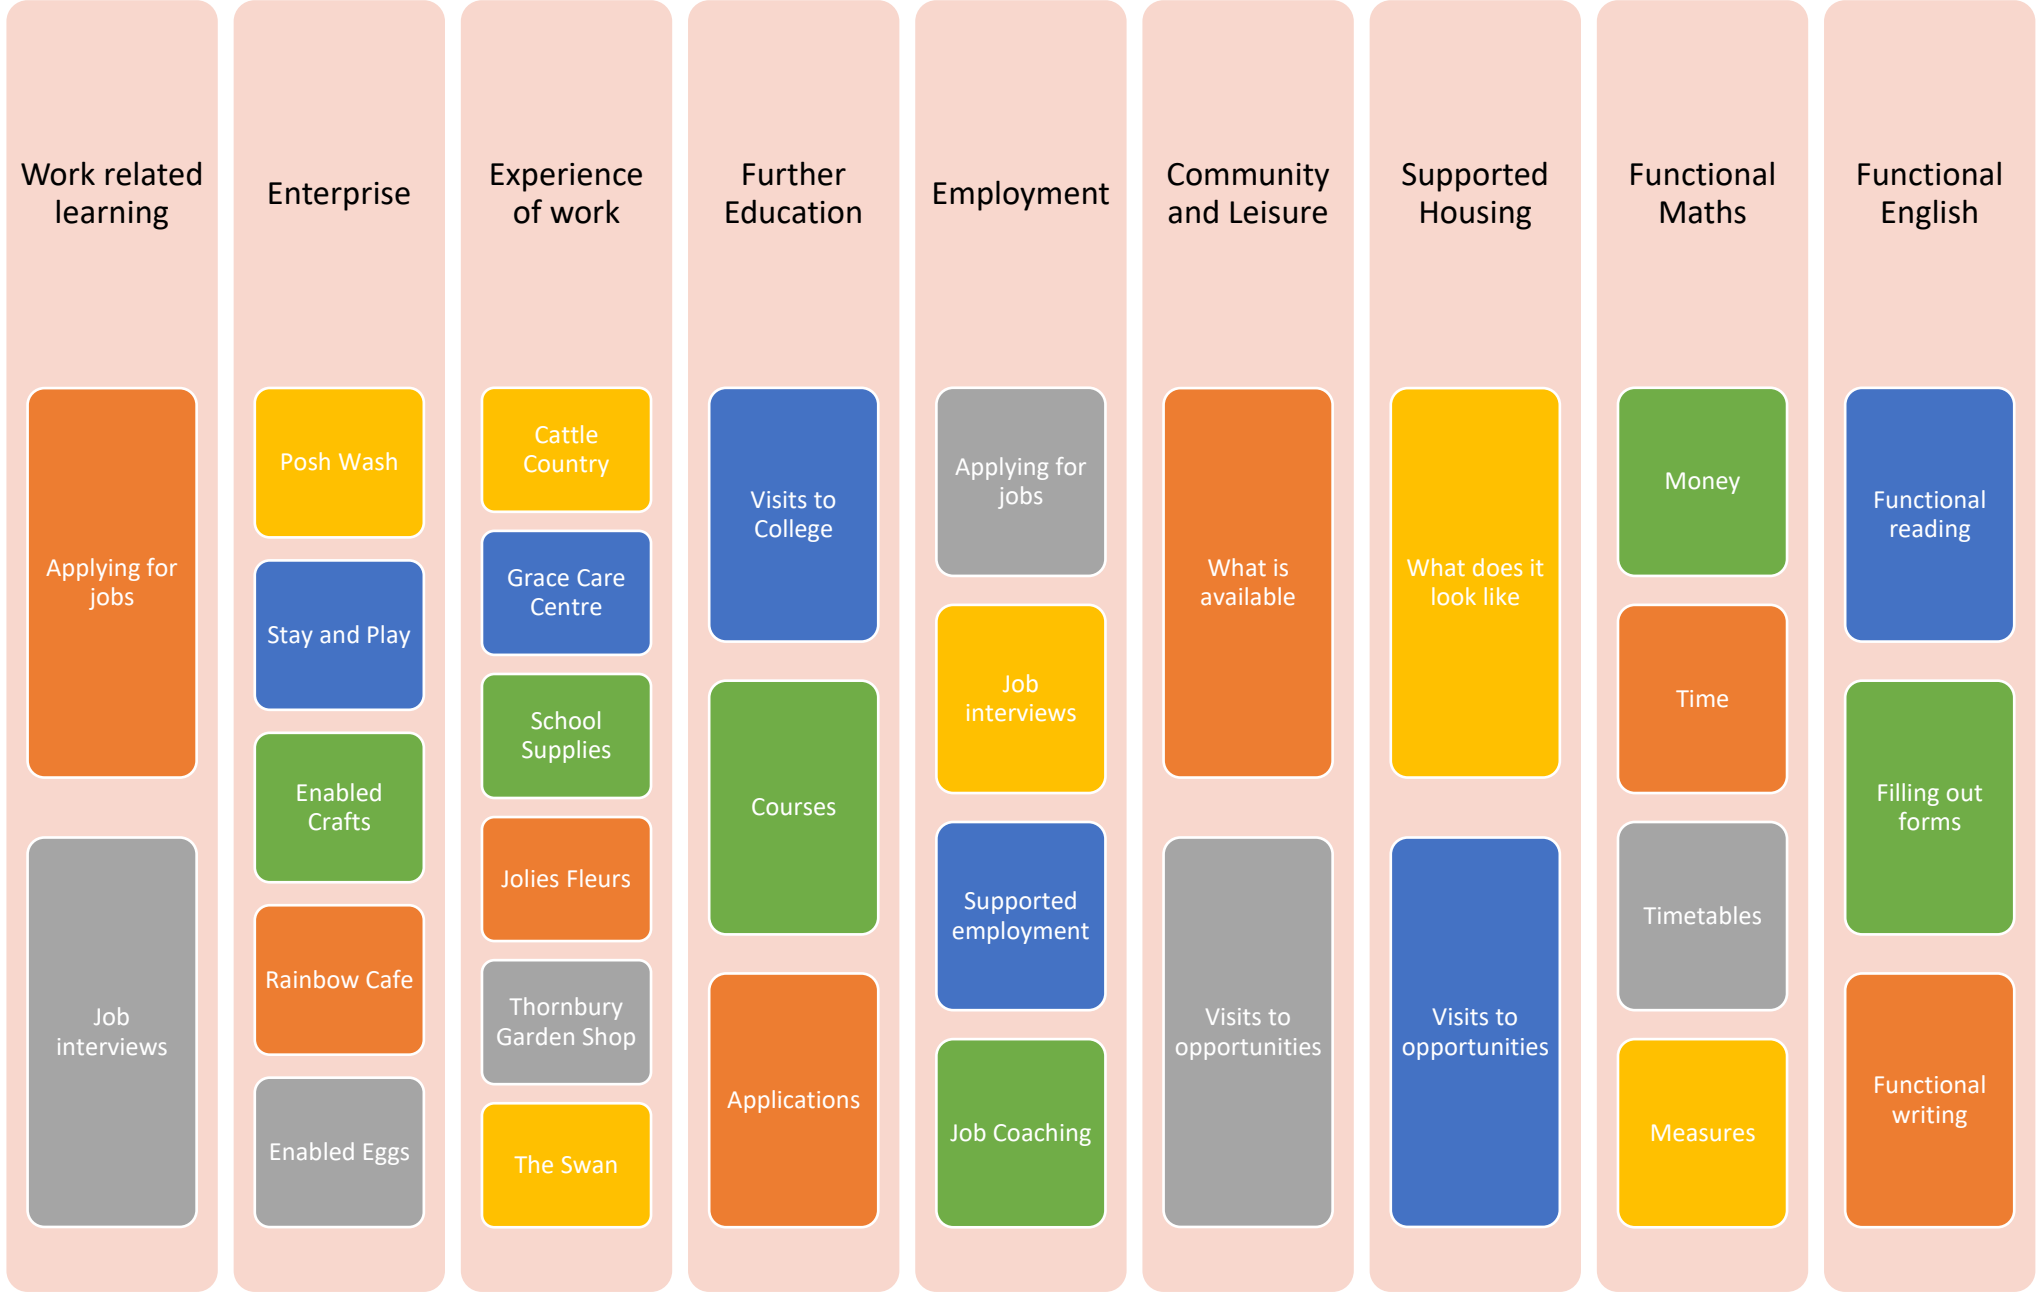 Work related
learning
Applying for
jobs
Job
interviews
Enterprise
Posh Wash
Stay and Play
Enabled
Crafts
Rainbow Cafe
Enabled Eggs
Experience
of work
Cattle
Country
Grace Care
Centre
School
Supplies
Jolies Fleurs
Thornbury
Garden Shop
The Swan
Further
Education
Visits to
College
Courses
Applications
Employment
Applying for
jobs
Job
interviews
Supported
employment
Job Coaching
Community
and Leisure
What is
available
Visits to
opportunities
Supported
Housing
What does it
look like
Visits to
opportunities
Functional
Maths
Money
Time
Timetables
Measures
Functional
English
Functional
reading
Filling out
forms
Functional
writing